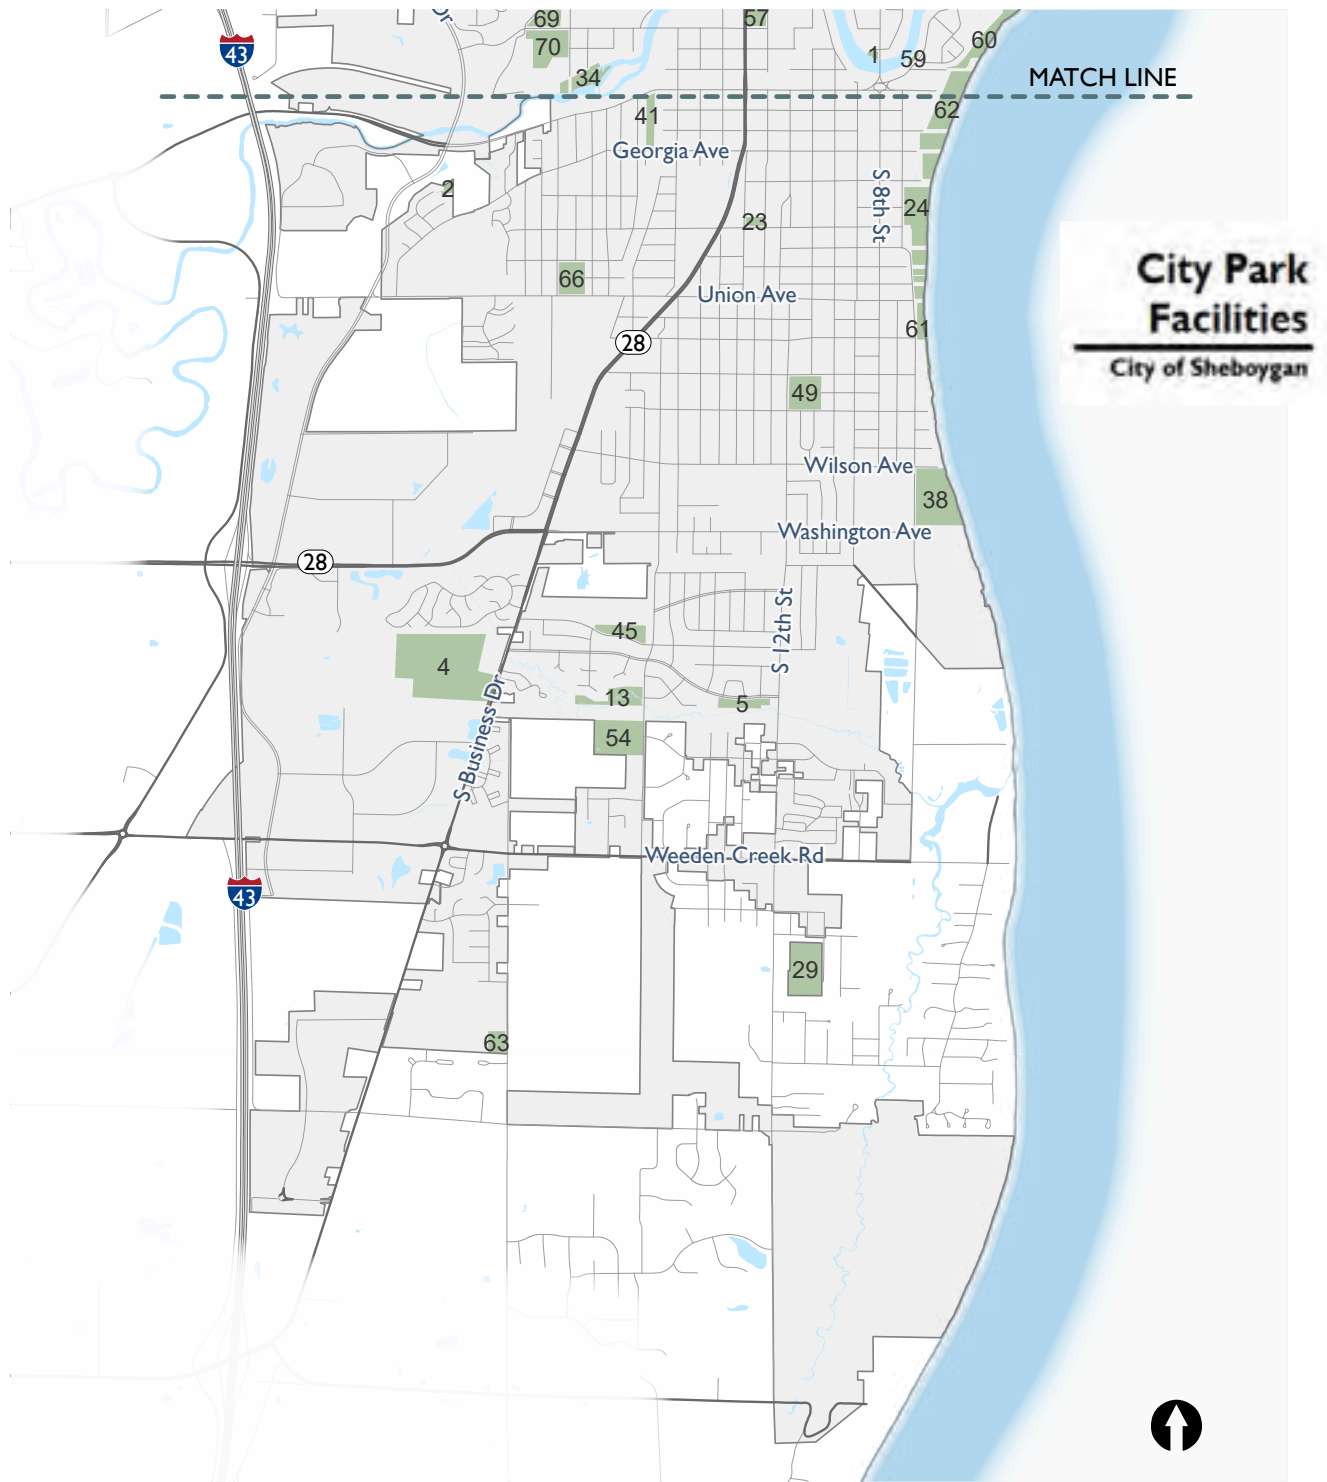 Dr
69
57
43
70
60
1
59
34
MATCH LINE
62
41
Georgia Ave
2
S 8th St
24
23
City Park
66
Facilities
Union Ave
61
28
City of Sheboygan
49
Wilson Ave
38
Washington Ave
28
S 12th St
45
4
13
5
S Business Dr
54
Weeden Creek Rd
43
29
63